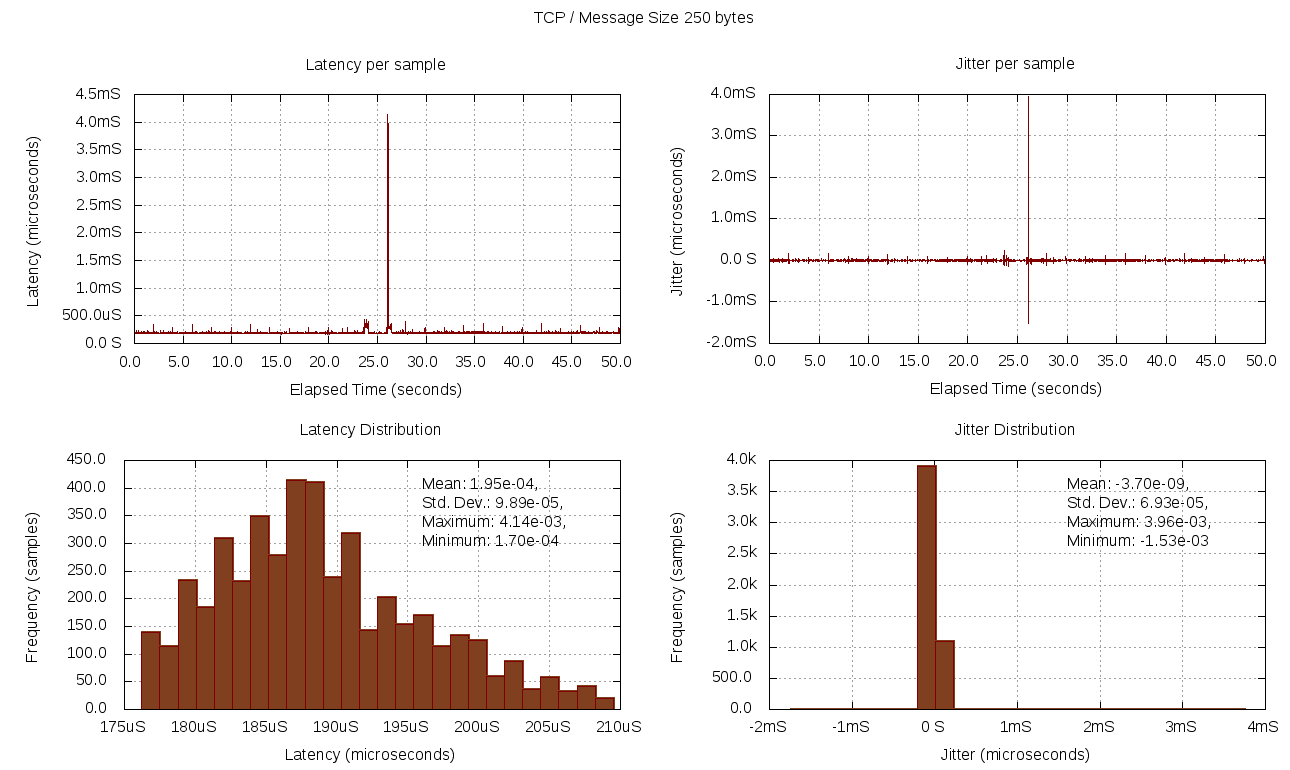 TCP / Message Size 250 bytes
Latency per sample
4.5mS
4.0mS
3.5mS
3.0mS
2.5mS
2.0mS
1.5mS
1.0mS
500.0uS
0.0 S
Latency (microseconds)
0.0 5.0 10.0 15.0 20.0 25.0 30.0 35.0 40.0 45.0 50.0
Elapsed Time (seconds)
Jitter per sample
4.0mS
3.0mS
2.0mS
1.0mS
0.0 S
-1.0mS
-2.0mS
Jitter (microseconds)
0.0 5.0 10.0 15.0 20.0 25.0 30.0 35.0 40.0 45.0 50.0
Elapsed Time (seconds)
Latency Distribution
450.0
400.0
350.0
300.0
250.0
200.0
150.0
100.0
50.0
0.0
Frequency (samples)
Mean: 1.95e-04,
Std. Dev.: 9.89e-05,
Maximum: 4.14e-03,
Minimum: 1.70e-04
175uS 180uS 185uS 190uS 195uS 200uS 205uS 210uS
Latency (microseconds)
Jitter Distribution
4.0k
3.5k
3.0k
2.5k
2.0k
1.5k
1.0k
500.0
0.0
Frequency (samples)
Mean: -3.70e-09,
Std. Dev.: 6.93e-05,
Maximum: 3.96e-03,
Minimum: -1.53e-03
-2mS -1mS 0 S 1mS 2mS 3mS 4mS
Jitter (microseconds)